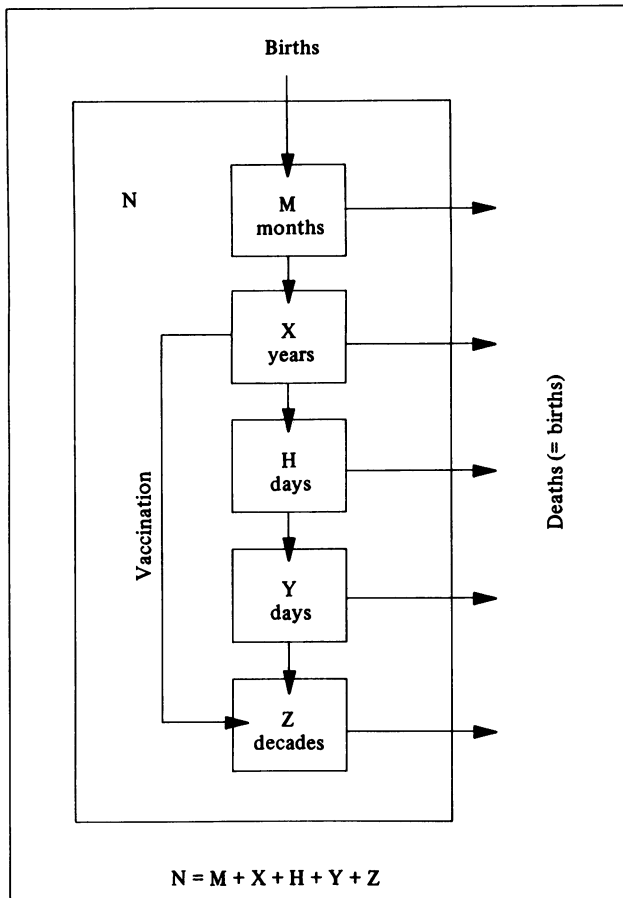 Births
N
M
months
X
years
H
days
Y
days
Z
decades
Vaccination
Deaths (= births)
N = M + X + H + Y + Z